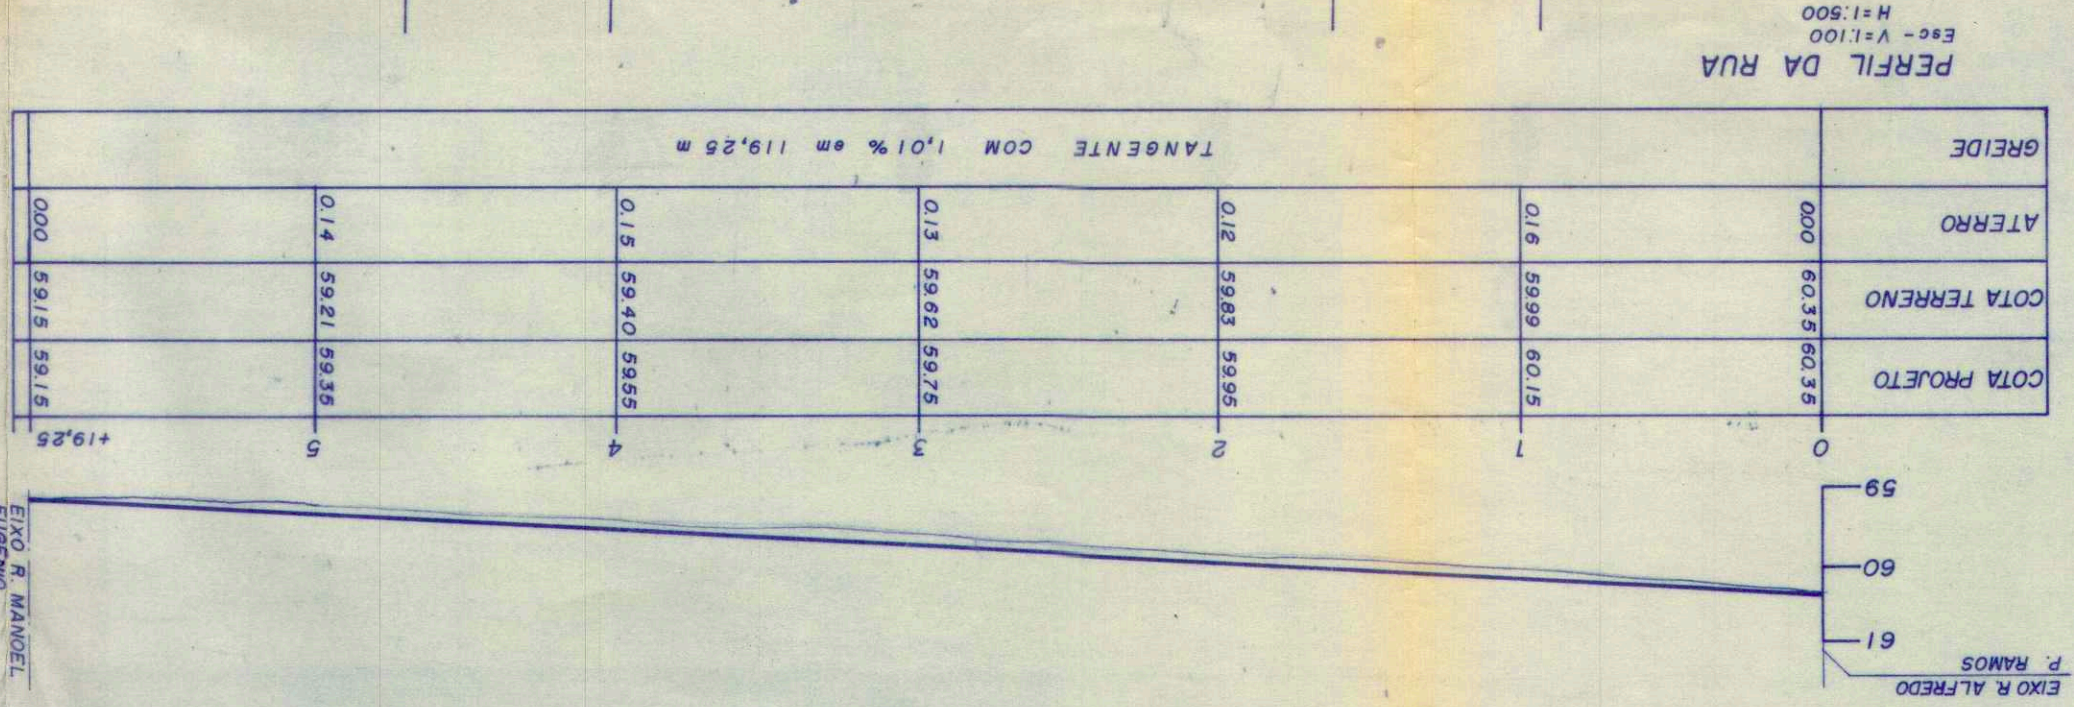 EIXO R. ALFREDO
P. RAMOS
EIXO R. MANOEL
EUGENIO
61
60
59
0 1 2 3 4 5 +19,25
COTA PROJETO 60.35 60.15 59.95 59.75 59.55 59.35 59.15
COTA TERRENO 60.35 59.99 59.83 59.62 59.40 59.21 59.15
ATERRO 0.00 0.16 0.12 0.13 0.15 0.14 0.00
GREIDE TANGENTE COM 1,01% em 119,25 m
PERFIL DA RUA
Esc - V=1:100
H=1:500